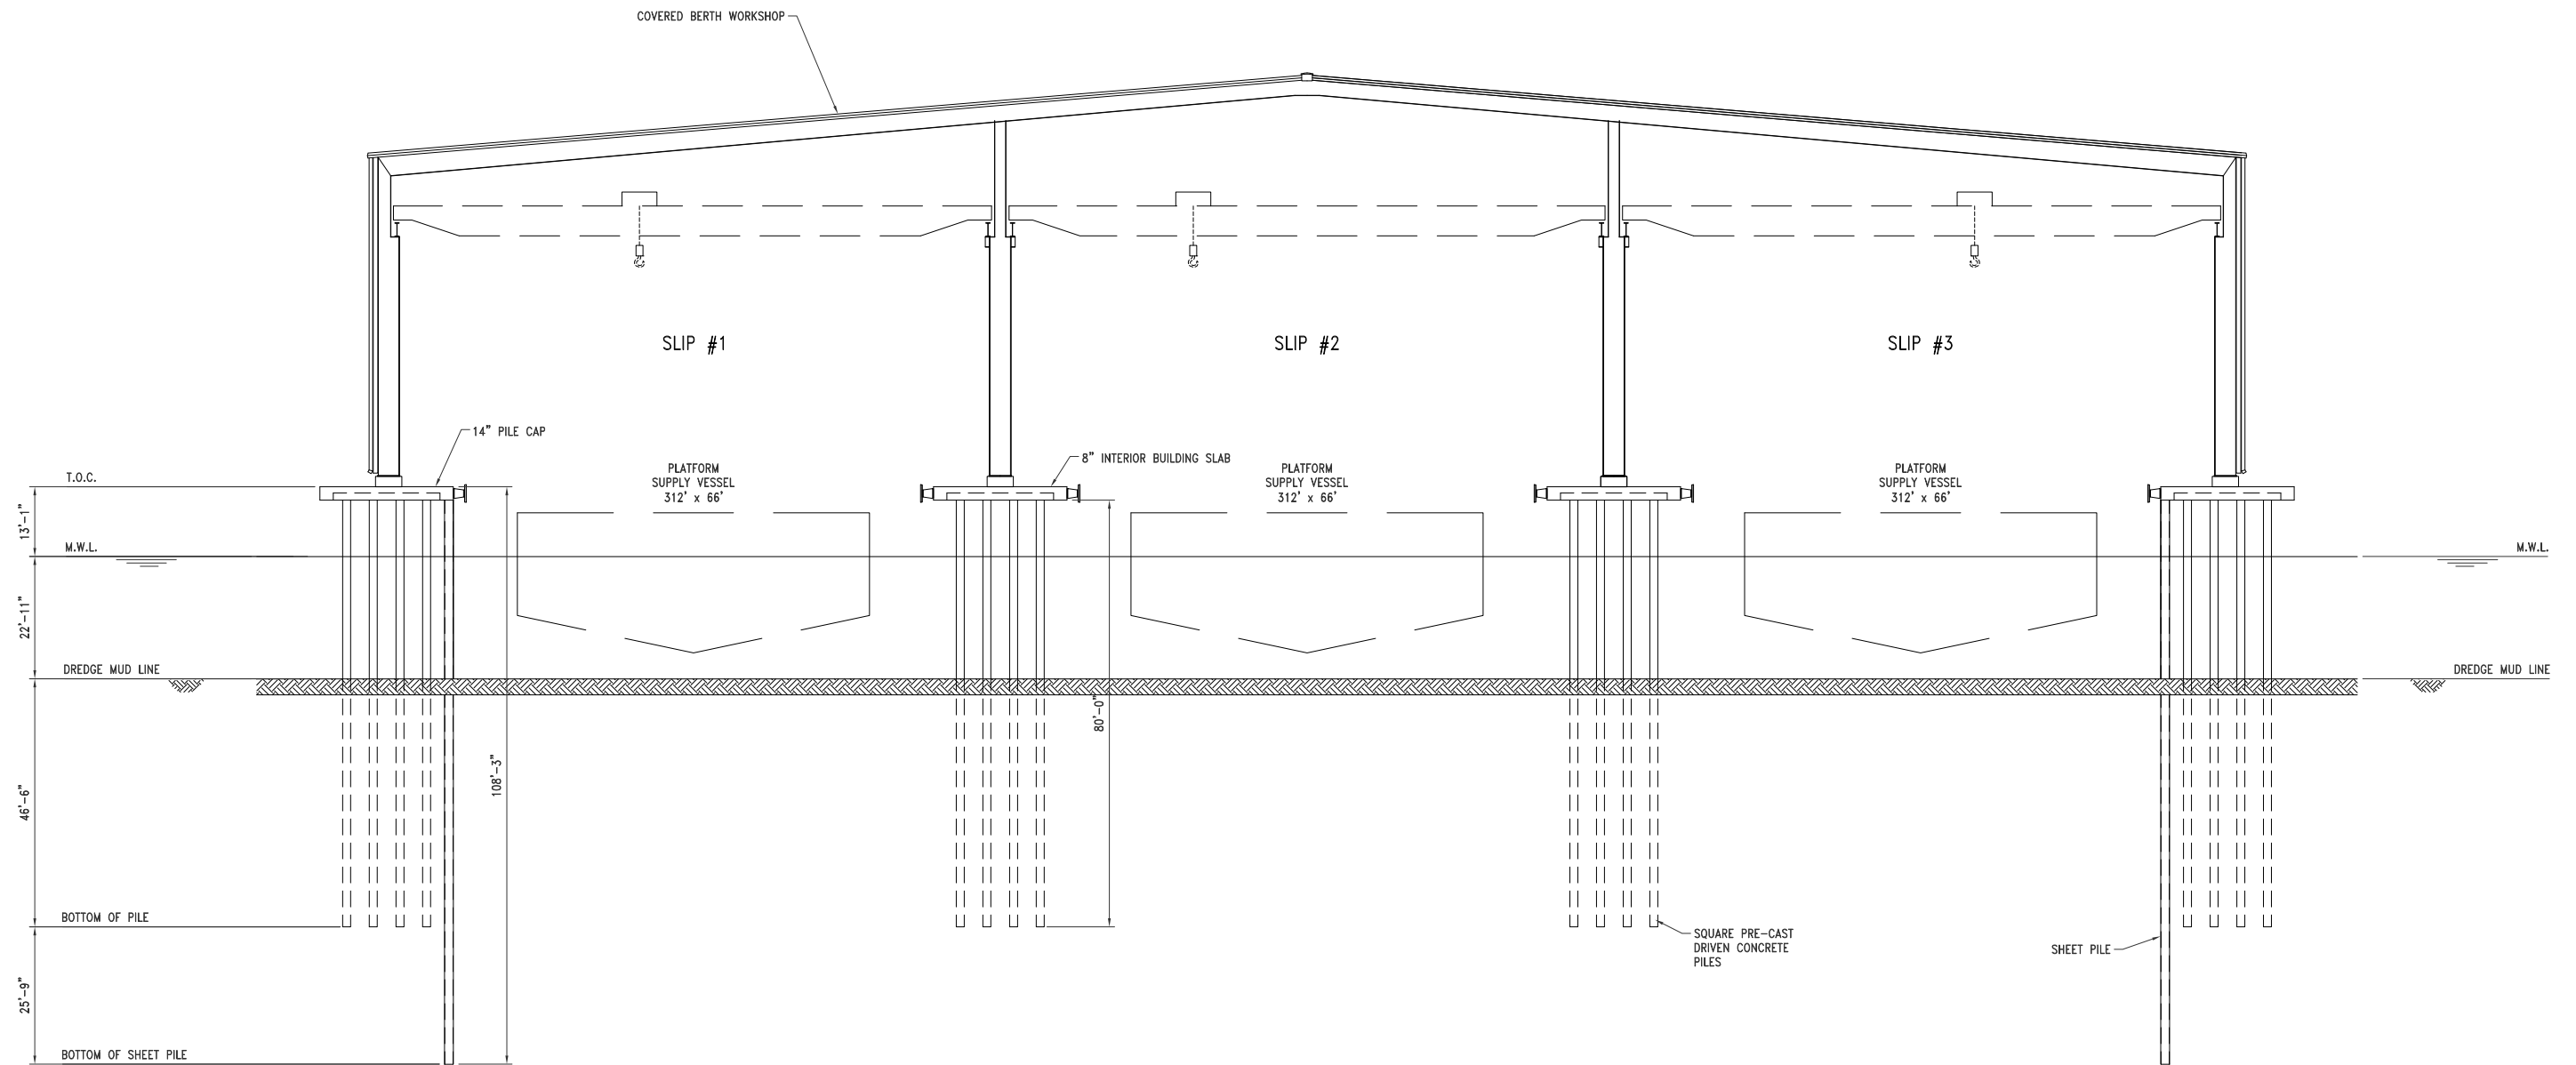 COVERED BERTH WORKSHOP
SLIP #1
SLIP #2
SLIP #3
14" PILE CAP
8" INTERIOR BUILDING SLAB
PLATFORM
SUPPLY VESSEL
312' x 66'
PLATFORM
SUPPLY VESSEL
312' x 66'
PLATFORM
SUPPLY VESSEL
312' x 66'
T.O.C.
13'-1"
M.W.L.
M.W.L.
22'-11"
DREDGE MUD LINE
DREDGE MUD LINE
80'-0"
108'-3"
46'-6"
BOTTOM OF PILE
SQUARE PRE-CAST
DRIVEN CONCRETE
PILES
SHEET PILE
25'-9"
BOTTOM OF SHEET PILE